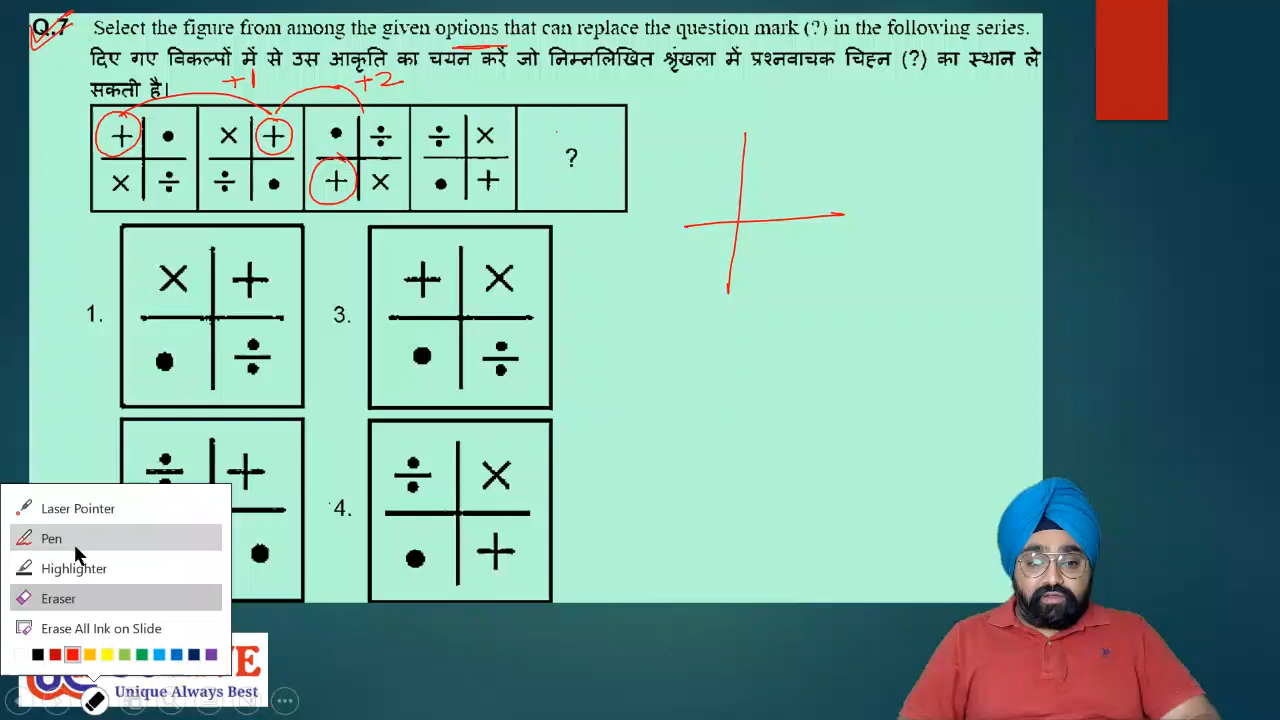 Q.7 Select the figure from among the given options that can replace the question mark (?) in the following series.
दिए गए विकल्पों में से उस आकृति का चयन करें जो निम्नलिखित श्रृंखला में प्रश्नवाचक चिह्न (?) का स्थान ले
सकती है।
+1 +2
+ • × + • ÷ ÷ ×
?
× ÷ ÷ • + × • +
× + + ×
1. 3.
• ÷ • ÷
÷ + ÷ ×
4.
• • +
Laser Pointer
Pen
Highlighter
Eraser
Erase All Ink on Slide
Unique Always Best